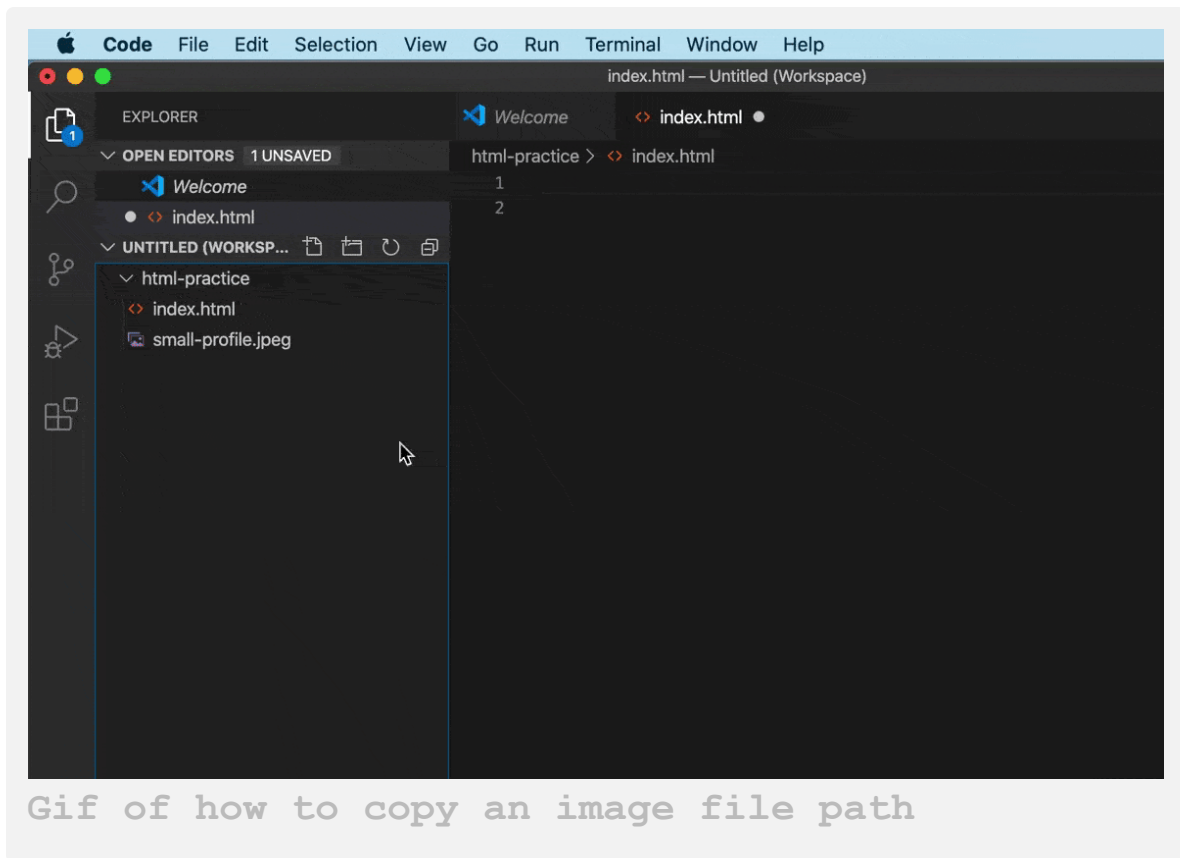 Code File Edit Selection View Go Run Terminal Window Help
index.html — Untitled (Workspace)
EXPLORER
Welcome
index.html
1
OPEN EDITORS 1 UNSAVED
html-practice > index.html
Welcome
1
index.html
2
UNTITLED (WORKSP...
html-practice
index.html
small-profile.jpeg
Gif of how to copy an image file path